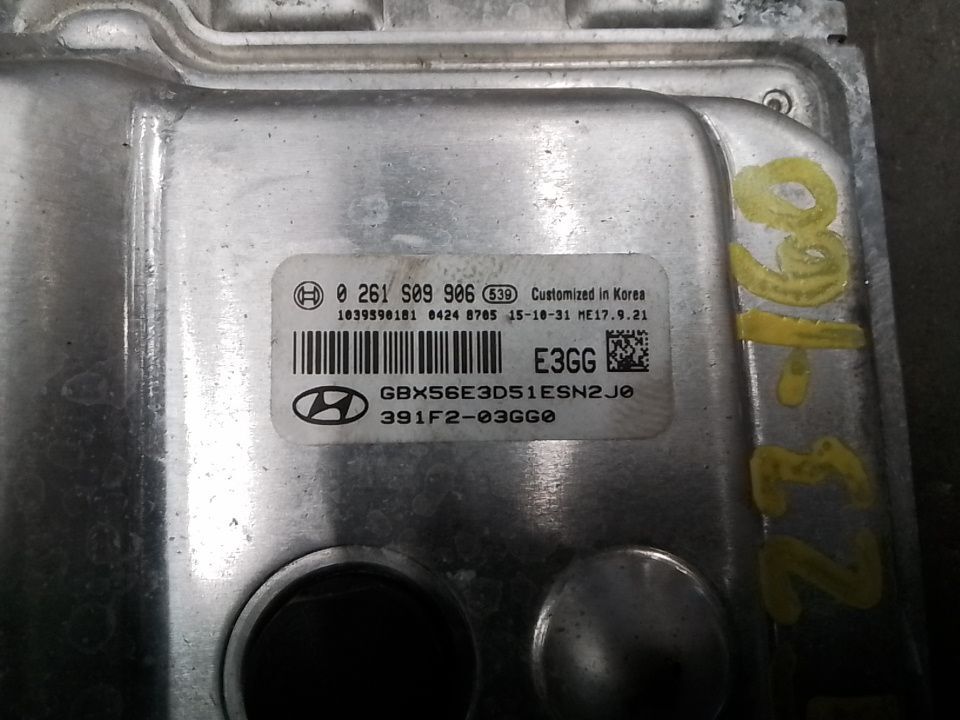 0 261 S09 906 539 Customized in Korea
1039S90181 0424 8705 15-10-31 ME17.9.21
E3GG
GBX56E3D51ESN2J0
391F2-03GG0